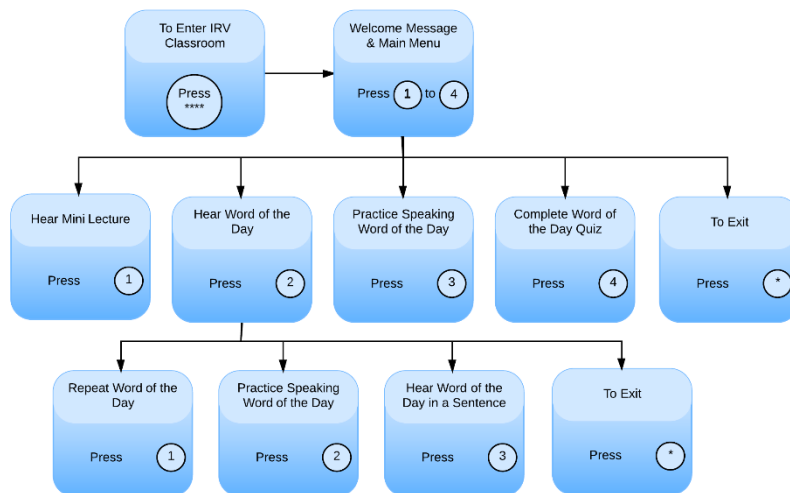 To Enter IRV
Classroom
Press
****
Welcome Message
& Main Menu
Press 1 to 4
Hear Mini Lecture
Press 1
Hear Word of the
Day
Press 2
Practice Speaking
Word of the Day
Press 3
Complete Word of
the Day Quiz
Press 4
To Exit
Press *
Repeat Word of the
Day
Press 1
Practice Speaking
Word of the Day
Press 2
Hear Word of the
Day in a Sentence
Press 3
To Exit
Press *